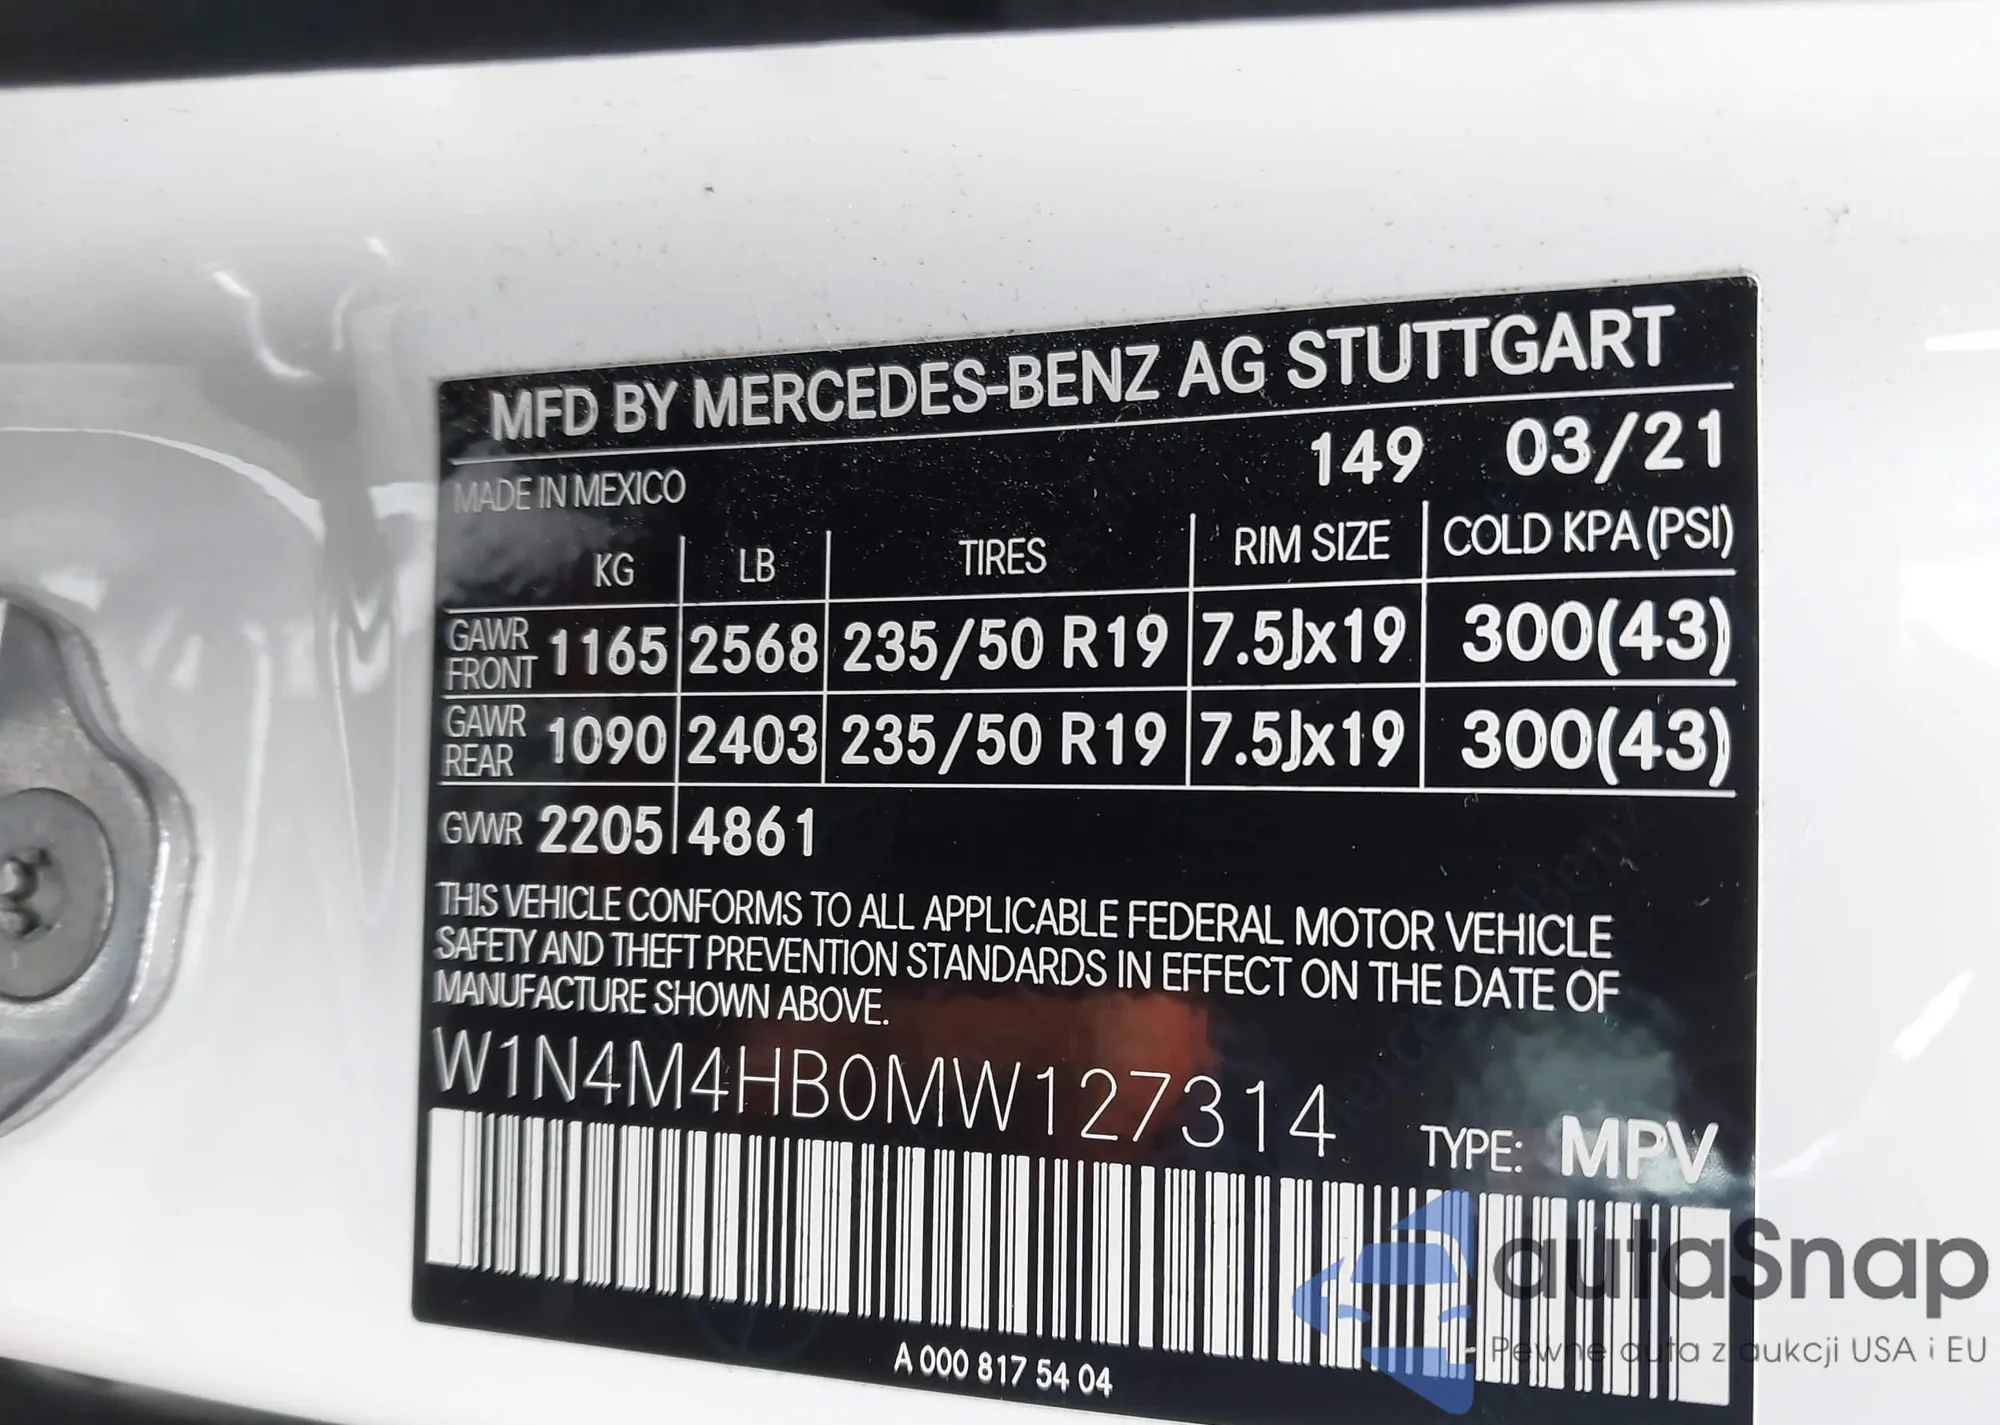 MFD BY MERCEDES-BENZ AG STUTTGART
149 03/21
MADE IN MEXICO
KG LB TIRES RIM SIZE COLD KPA (PSI)
GAWR FRONT 1165 2568 235/50 R19 7.5Jx19 300(43)
GAWR REAR 1090 2403 235/50 R19 7.5Jx19 300(43)
GVWR 2205 4861
THIS VEHICLE CONFORMS TO ALL APPLICABLE FEDERAL MOTOR VEHICLE
SAFETY AND THEFT PREVENTION STANDARDS IN EFFECT ON THE DATE OF
MANUFACTURE SHOWN ABOVE.
W1N4M4HB0MW127314
TYPE: MPV
A 000 817 54 04
autaSnap
Pewne auta z aukcji USA i EU